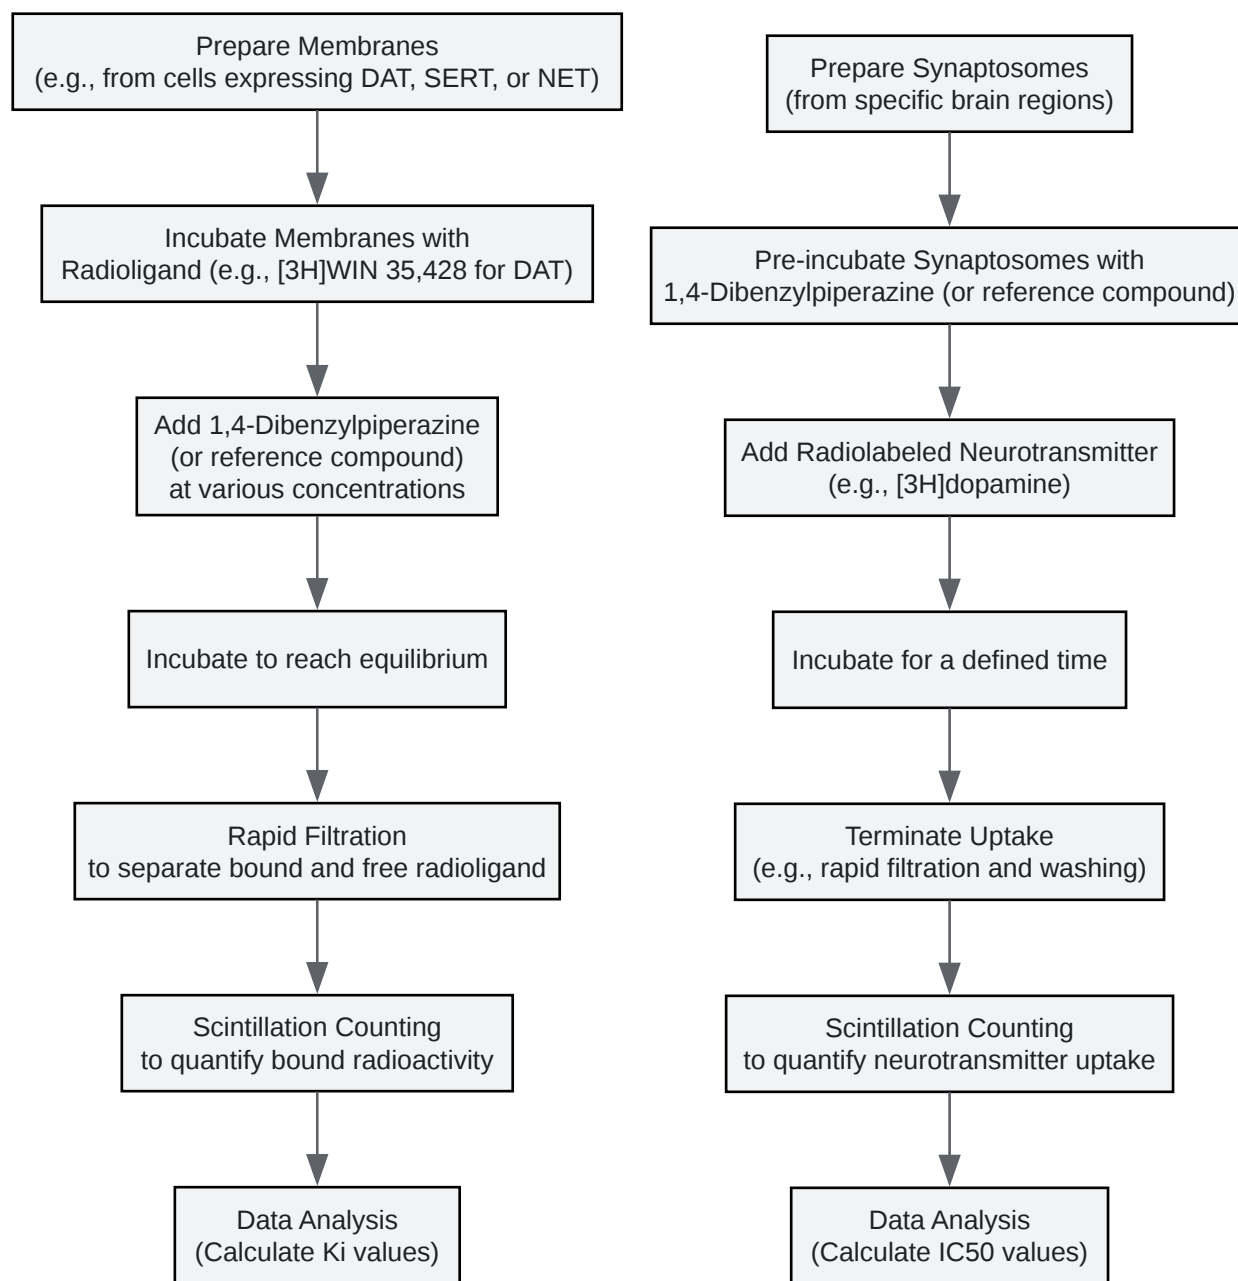 Prepare Membranes
(e.g., from cells expressing DAT, SERT, or NET)
Incubate Membranes with
Radioligand (e.g., [3H]WIN 35,428 for DAT)
Add 1,4-Dibenzylpiperazine
(or reference compound)
at various concentrations
Incubate to reach equilibrium
Rapid Filtration
to separate bound and free radioligand
Scintillation Counting
to quantify bound radioactivity
Data Analysis
(Calculate Ki values)
Prepare Synaptosomes
(from specific brain regions)
Pre-incubate Synaptosomes with
1,4-Dibenzylpiperazine (or reference compound)
Add Radiolabeled Neurotransmitter
(e.g., [3H]dopamine)
Incubate for a defined time
Terminate Uptake
(e.g., rapid filtration and washing)
Scintillation Counting
to quantify neurotransmitter uptake
Data Analysis
(Calculate IC50 values)